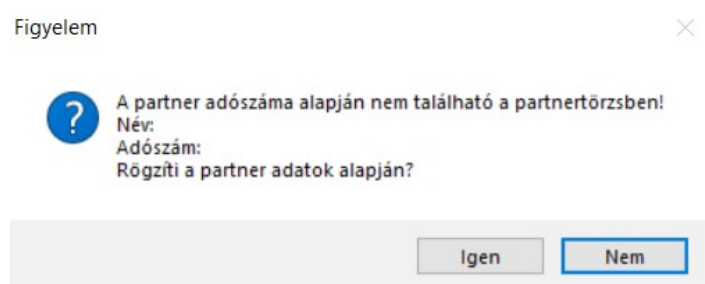 Figyelem
A partner adószáma alapján nem található a partnertörzsben!
Név:
Adószám:
Rögzíti a partner adatok alapján?
Igen
Nem